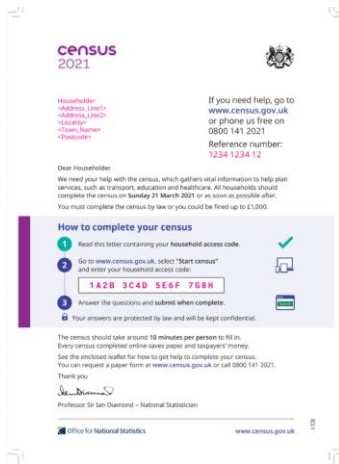 census
2021
Householder
<Address_Line1>
<Address_Line2>
<Locality>
<Town_Name>
<Postcode>
If you need help, go to
www.census.gov.uk
or phone us free on
0800 141 2021
Reference number:
1234 1234 12
Dear Householder
We need your help with the census, which gathers vital information to help plan
services, such as transport, education and healthcare. All households should
complete the census on Sunday 21 March 2021 or as soon as possible after.
You must complete the census by law or you could be fined up to £1,000.
How to complete your census
1 Read this letter containing your household access code.
2 Go to www.census.gov.uk, select "Start census"
and enter your household access code:
1A2B 3C4D 5E6F 7G8H
3 Answer the questions and submit when complete.
Your answers are protected by law and will be kept confidential.
The census should take around 10 minutes per person to fill in.
Every census completed online saves paper and taxpayers' money.
See the enclosed leaflet for how to get help to complete your census.
You can request a paper form at www.census.gov.uk or call 0800 141 2021.
Thank you
Professor Sir Ian Diamond – National Statistician
Office for National Statistics
www.census.gov.uk